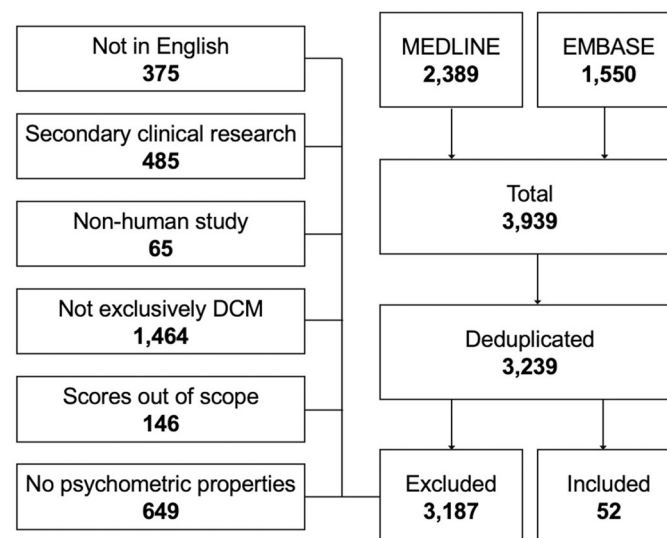 Not in English
375
Secondary clinical research
485
Non-human study
65
Not exclusively DCM
1,464
Scores out of scope
146
No psychometric properties
649
MEDLINE
2,389
EMBASE
1,550
Total
3,939
Deduplicated
3,239
Excluded
3,187
Included
52